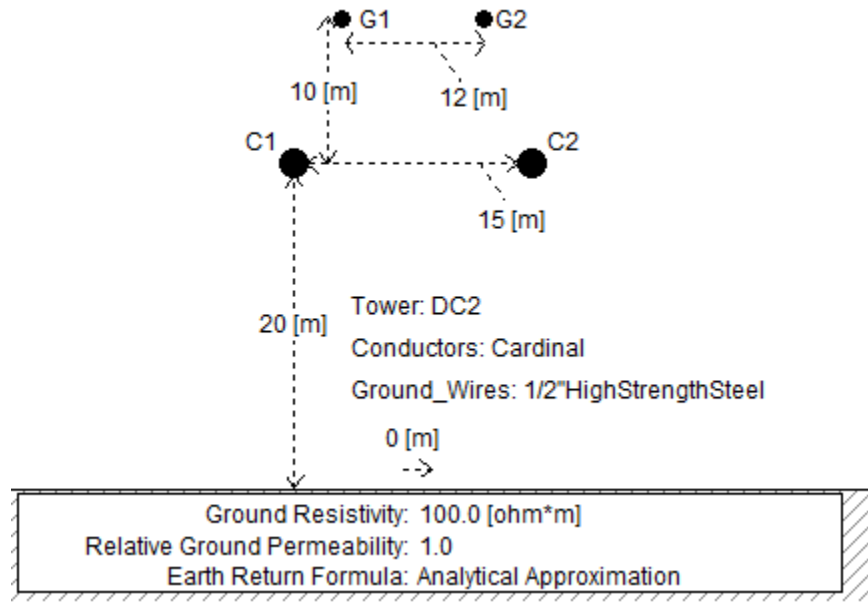 G1
G2
10 [m]
12 [m]
C1
C2
15 [m]
20 [m]
Tower: DC2
Conductors: Cardinal
Ground_Wires: 1/2"HighStrengthSteel
0 [m]
Ground Resistivity: 100.0 [ohm*m]
Relative Ground Permeability: 1.0
Earth Return Formula: Analytical Approximation